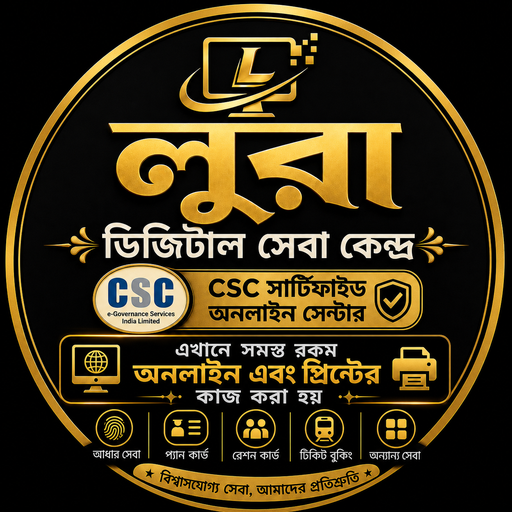 L
লুরা
ডিজিটাল সেবা কেন্দ্র
CSC
e-Governance Services
India Limited
CSC সার্টিফাইড
অনলাইন সেন্টার
এখানে সমস্ত রকম
অনলাইন এবং প্রিন্টের
কাজ করা হয়
আধার সেবা
প্যান কার্ড
রেশন কার্ড
টিকিট বুকিং
অন্যান্য সেবা
বিশ্বাসযোগ্য সেবা, আমাদের প্রতিশ্রুতি